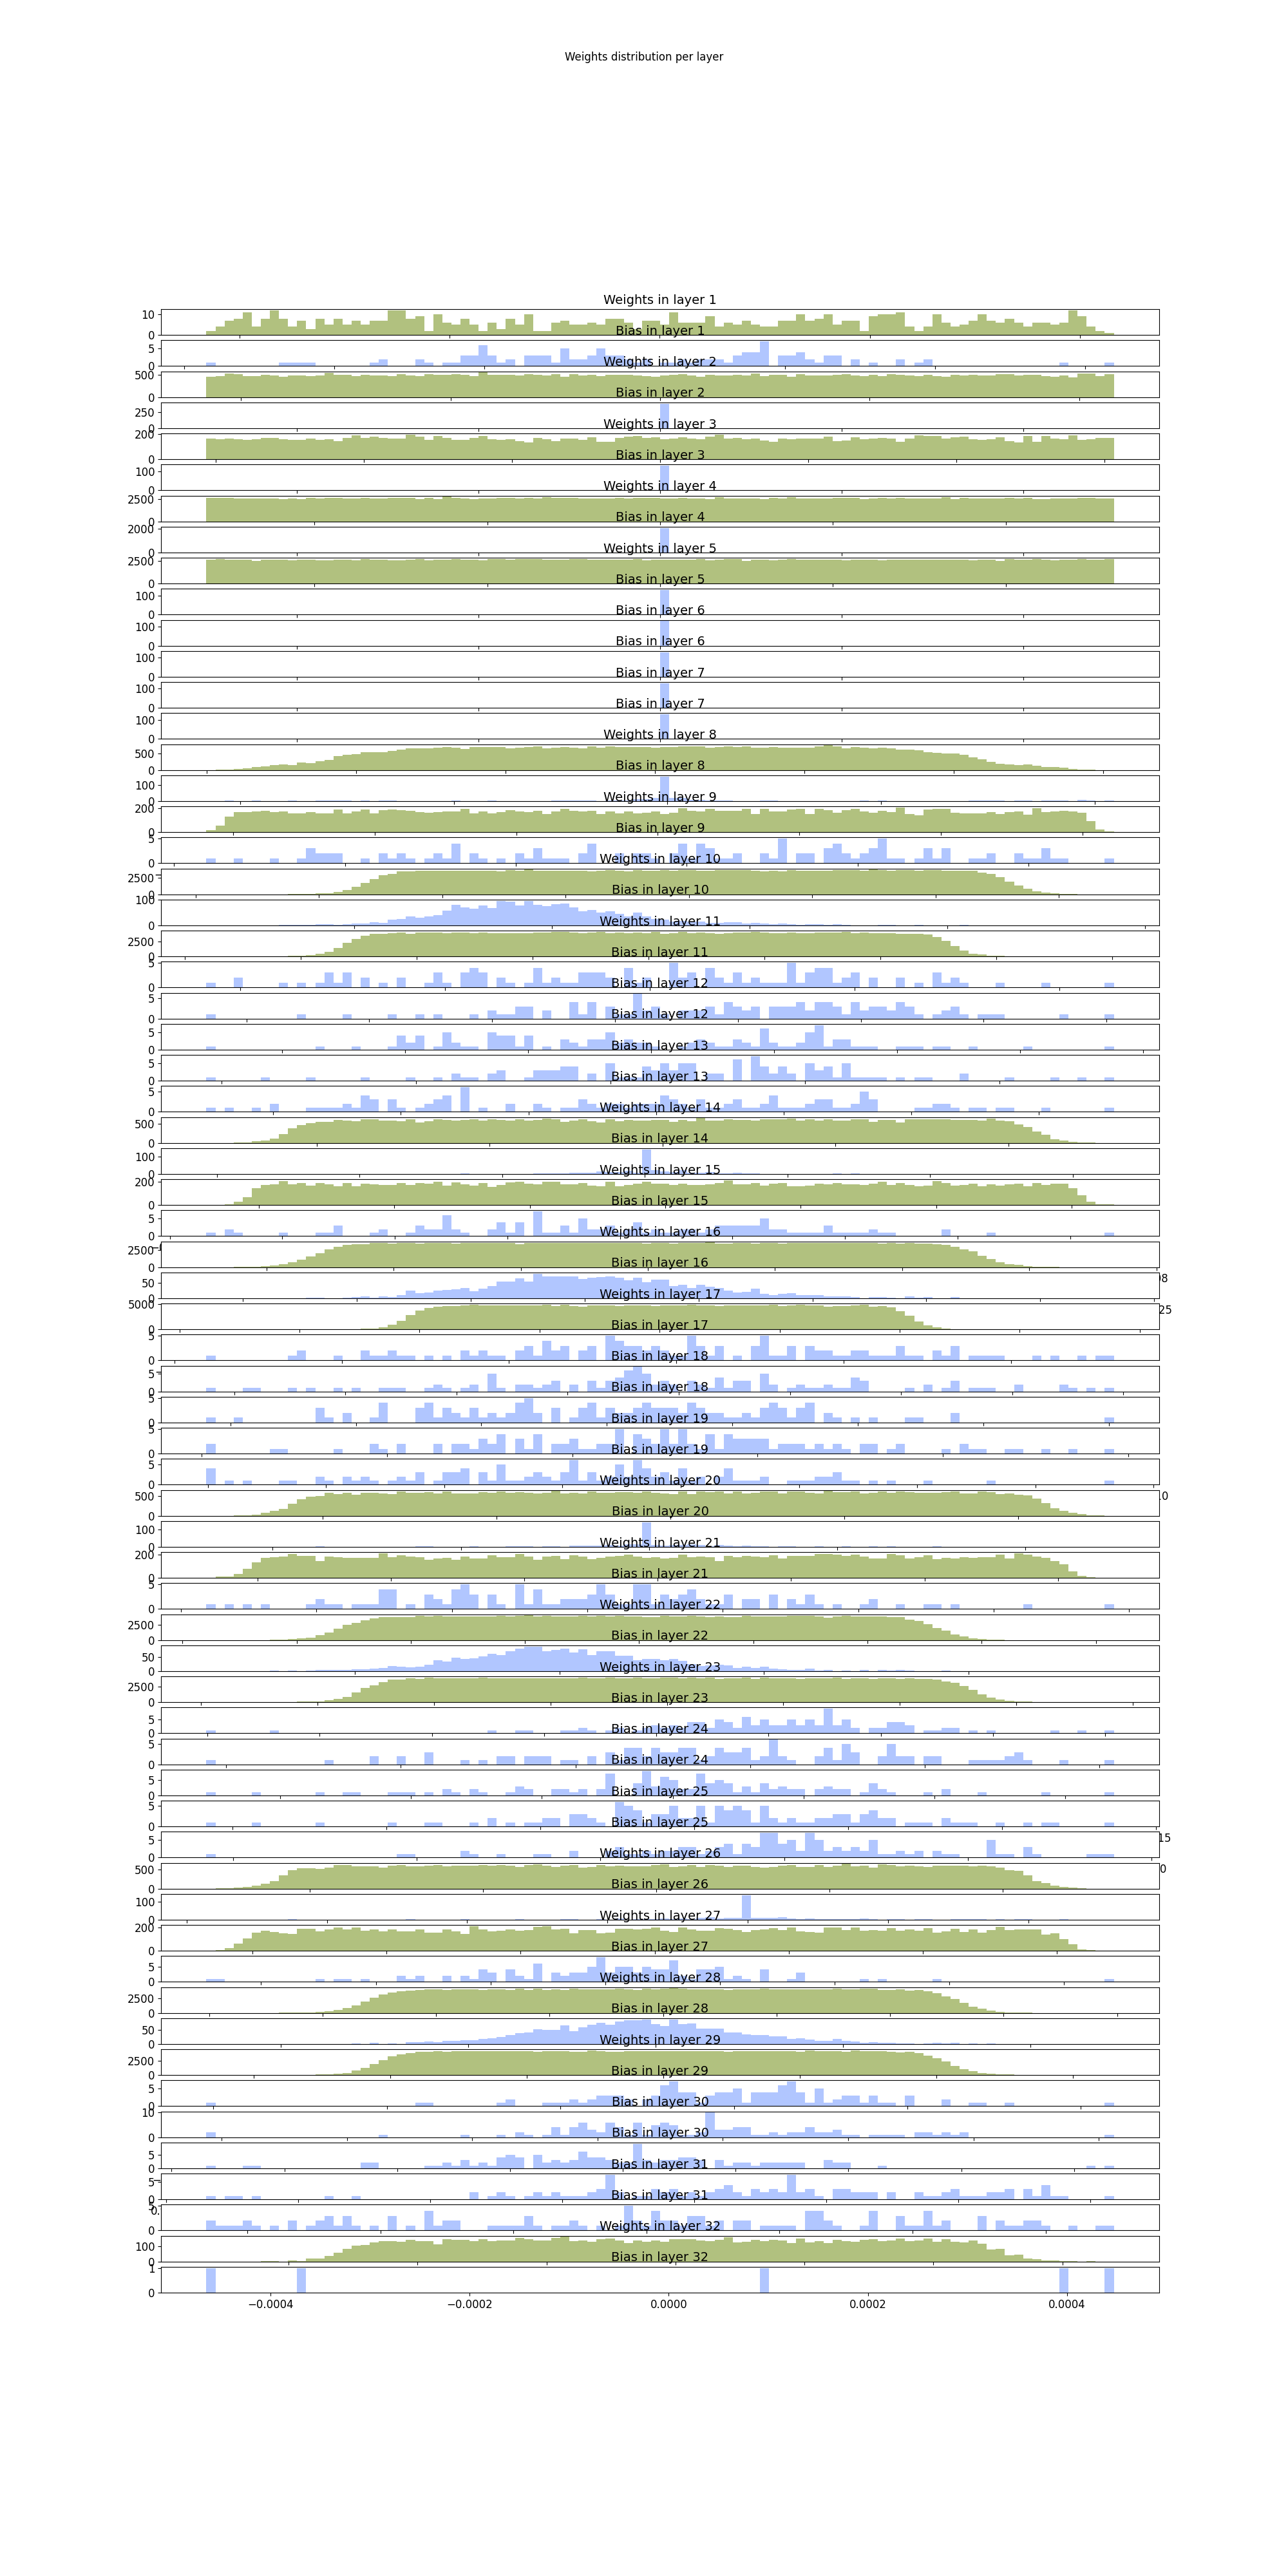 Weights distribution per layer
Weights in layer 1
10
0
Bias in layer 1
5
0
Weights in layer 2
500
0
Bias in layer 2
250
0
Weights in layer 3
200
0
Bias in layer 3
100
0
Weights in layer 4
2500
0
Bias in layer 4
2000
0
Weights in layer 5
2500
0
Bias in layer 5
100
0
Bias in layer 6
100
0
Bias in layer 6
100
0
Bias in layer 7
100
0
Bias in layer 7
100
0
Weights in layer 8
500
0
Bias in layer 8
100
0
Weights in layer 9
200
0
Bias in layer 9
5
0
Weights in layer 10
2500
0
Bias in layer 10
100
0
Weights in layer 11
2500
0
Bias in layer 11
5
0
Bias in layer 12
5
0
Bias in layer 12
5
0
Bias in layer 13
5
0
Bias in layer 13
5
0
Weights in layer 14
500
0
Bias in layer 14
100
0
Weights in layer 15
200
0
Bias in layer 15
5
0
Weights in layer 16
2500
0
Bias in layer 16
50
0
Weights in layer 17
5000
0
Bias in layer 17
5
0
Bias in layer 18
5
0
Bias in layer 18
5
0
Bias in layer 19
5
0
Bias in layer 19
5
0
Weights in layer 20
500
0
Bias in layer 20
100
0
Weights in layer 21
200
0
Bias in layer 21
5
0
Weights in layer 22
2500
0
Bias in layer 22
50
0
Weights in layer 23
2500
0
Bias in layer 23
5
0
Bias in layer 24
5
0
Bias in layer 24
5
0
Bias in layer 25
5
0
Bias in layer 25
5
0
Weights in layer 26
500
0
Bias in layer 26
100
0
Weights in layer 27
200
0
Bias in layer 27
5
0
Weights in layer 28
2500
0
Bias in layer 28
50
0
Weights in layer 29
2500
0
Bias in layer 29
5
0
Bias in layer 30
10
0
Bias in layer 30
5
0
Bias in layer 31
5
0
Bias in layer 31
5
0
Weights in layer 32
100
0
Bias in layer 32
1
0
−0.0004 −0.0002 0.0000 0.0002 0.0004